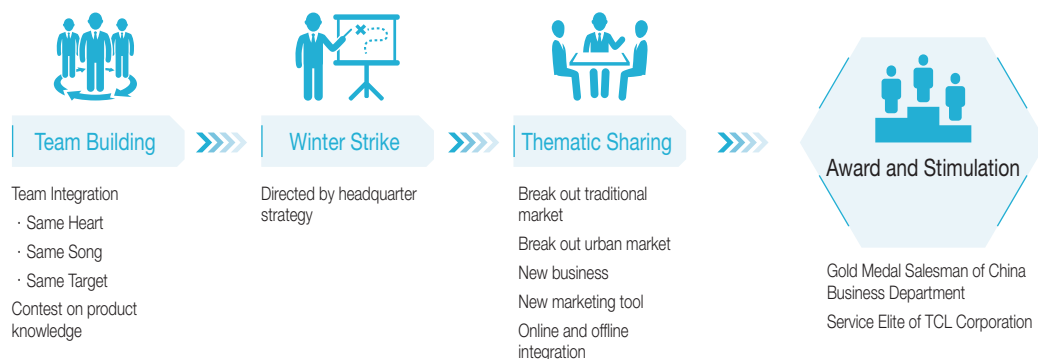 Team Building
Winter Strike
Thematic Sharing
Award and Stimulation
Team Integration
· Same Heart
· Same Song
· Same Target
Contest on product
knowledge
Directed by headquarter
strategy
Break out traditional
market
Break out urban market
New business
New marketing tool
Online and offline
integration
Gold Medal Salesman of China
Business Department
Service Elite of TCL Corporation